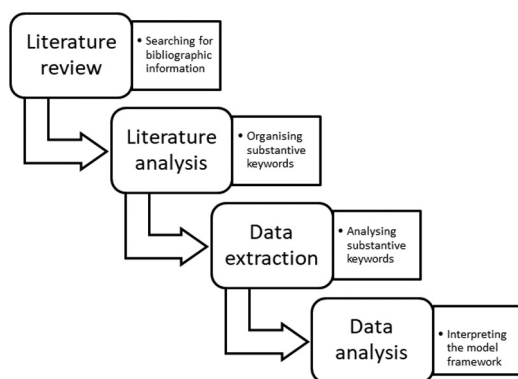 Literature
review
• Searching for
bibliographic
information
Literature
analysis
• Organising
substantive
keywords
Data
extraction
• Analysing
substantive
keywords
Data
analysis
• Interpreting
the model
framework